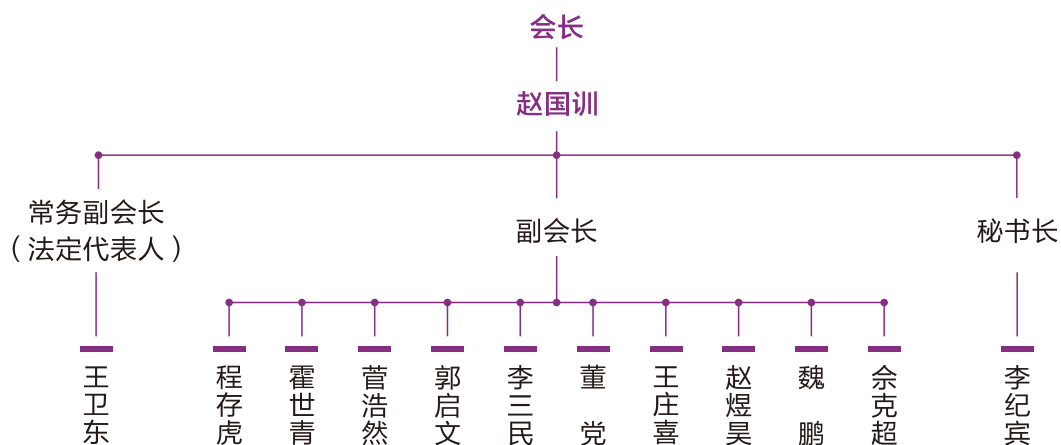 会长
赵国训
常务副会长
（法定代表人）
副会长
秘书长
王卫东
程存虎
霍世青
菅浩然
郭启文
李三民
董党
王庄喜
赵煜昊
魏鹏
佘克超
李纪宾